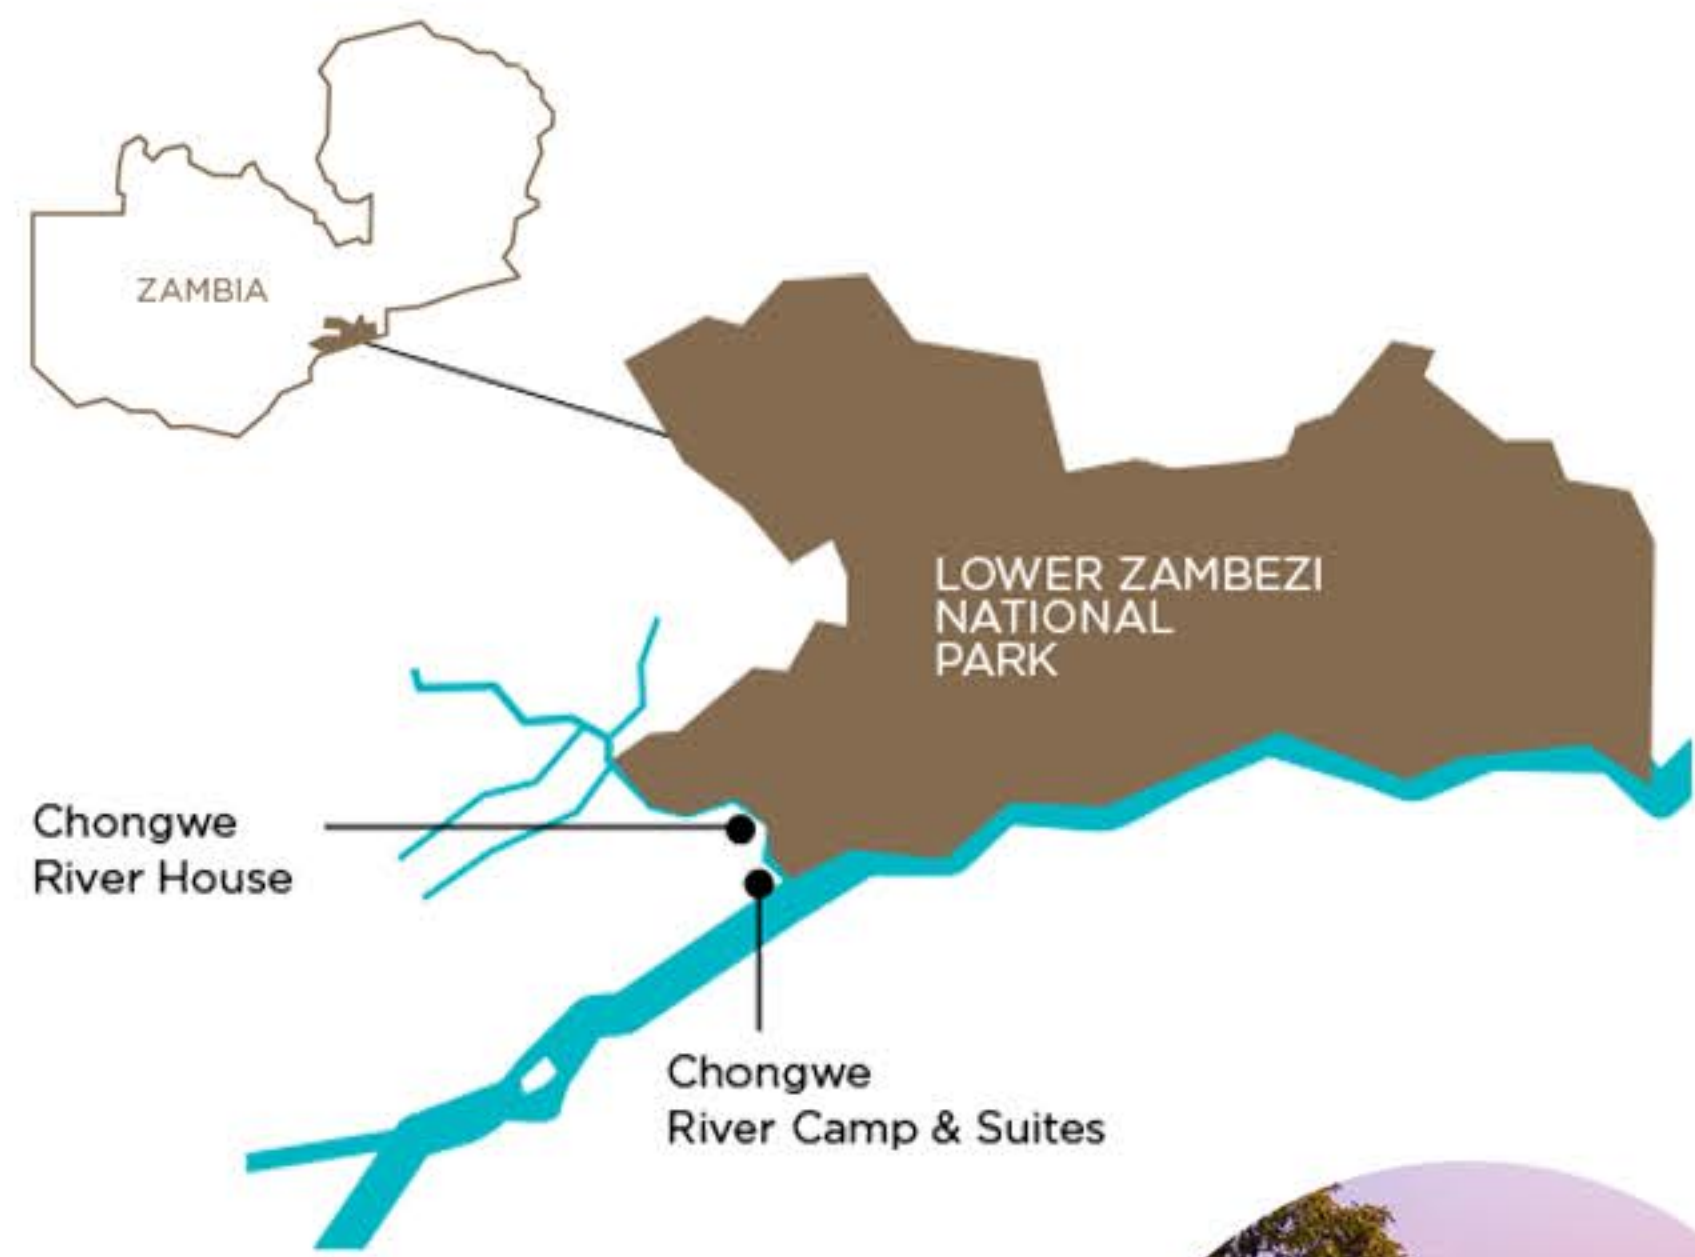 ZAMBIA
LOWER ZAMBEZI
NATIONAL
PARK
Chongwe
River House
Chongwe
River Camp & Suites